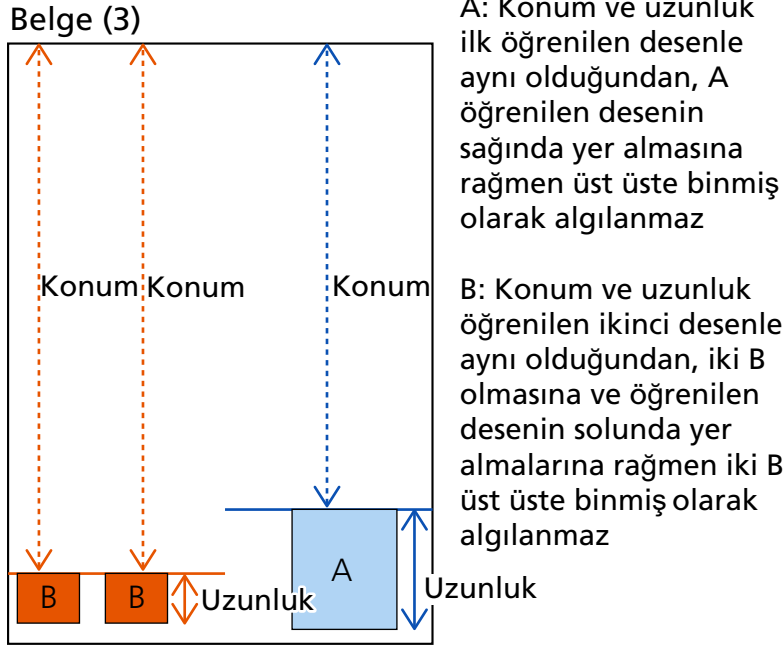 Belge (3)
Konum
Konum
Konum
B
B
Uzunluk
A
Uzunluk
A: Konum ve uzunluk
ilk öğrenilen desenle
aynı olduğundan, A
öğrenilen desenin
sağında yer almasına
rağmen üst üste binmiş
olarak algılanmaz
B: Konum ve uzunluk
öğrenilen ikinci desenle
aynı olduğundan, iki B
olmasına ve öğrenilen
desenin solunda yer
almalarına rağmen iki B
üst üste binmiş olarak
algılanmaz